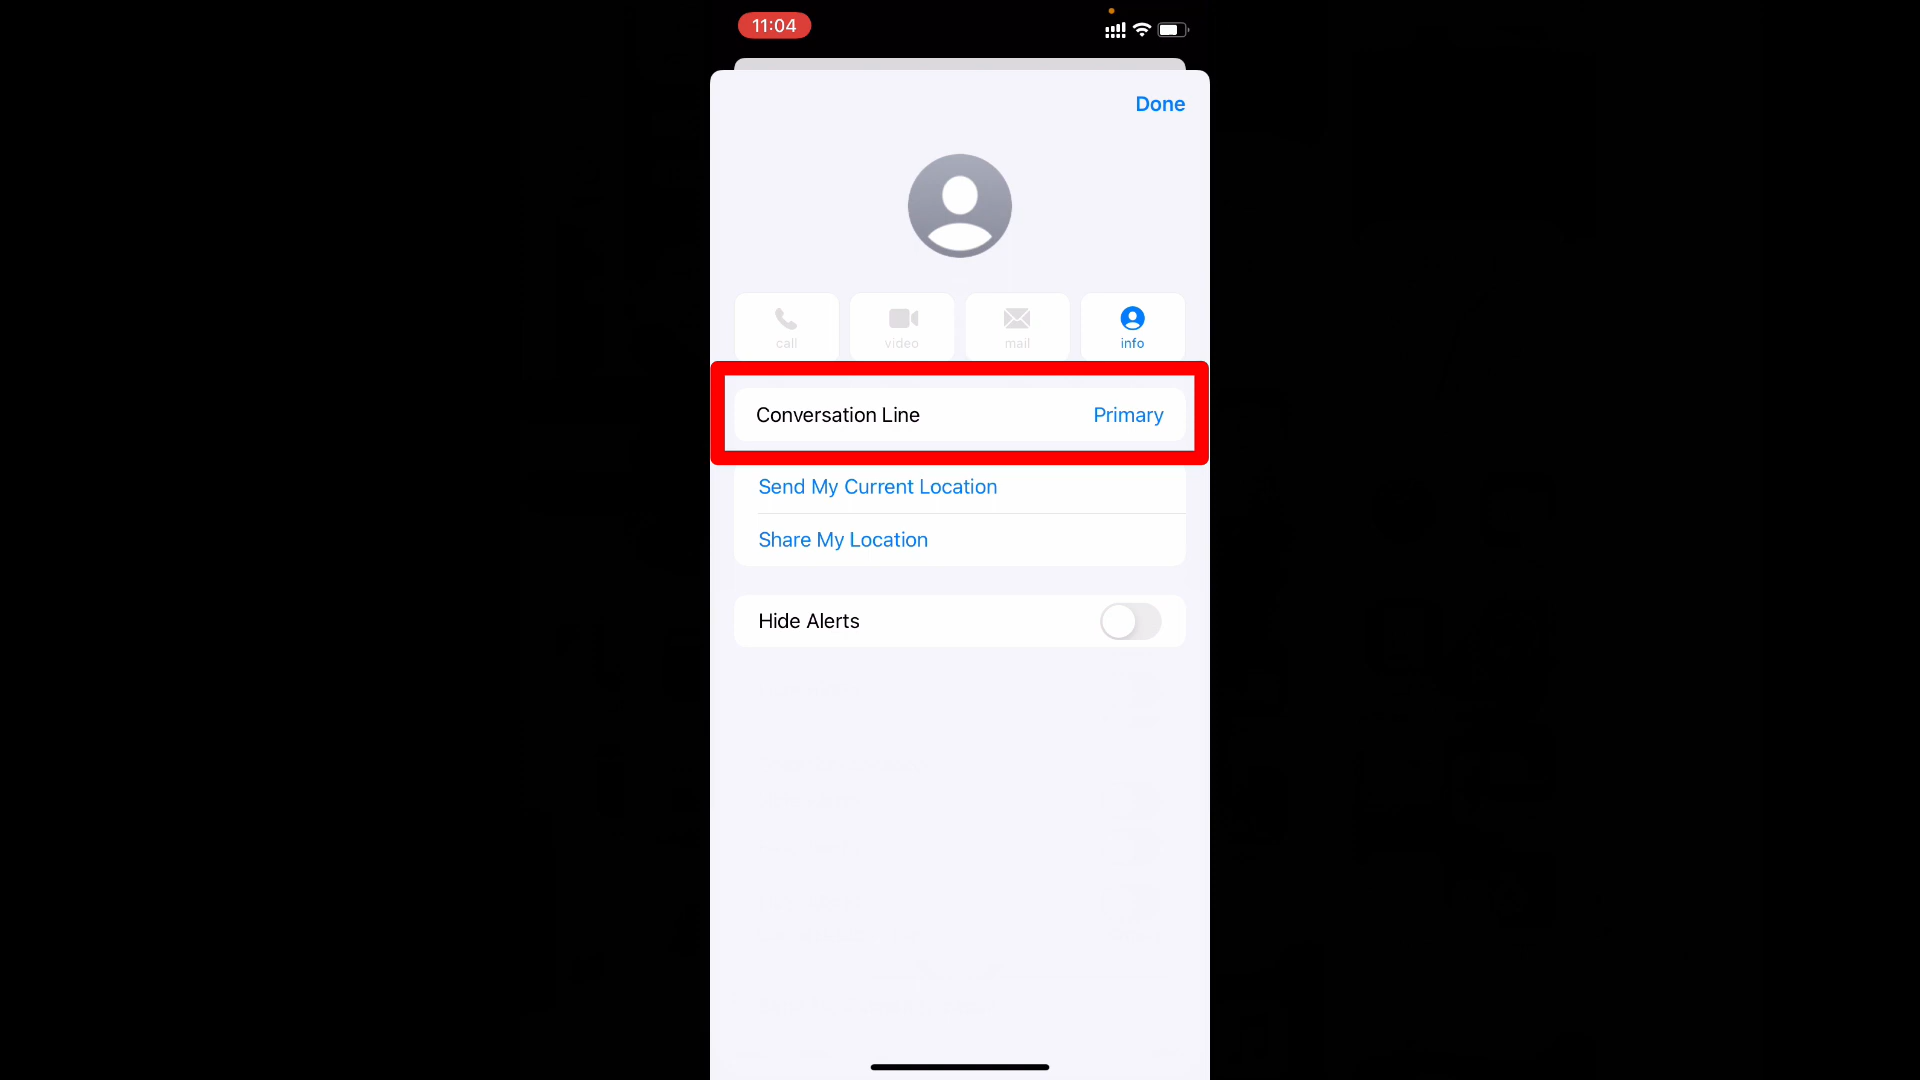 11:04
Done
call video mail info
Conversation Line Primary
Send My Current Location
Share My Location
Hide Alerts